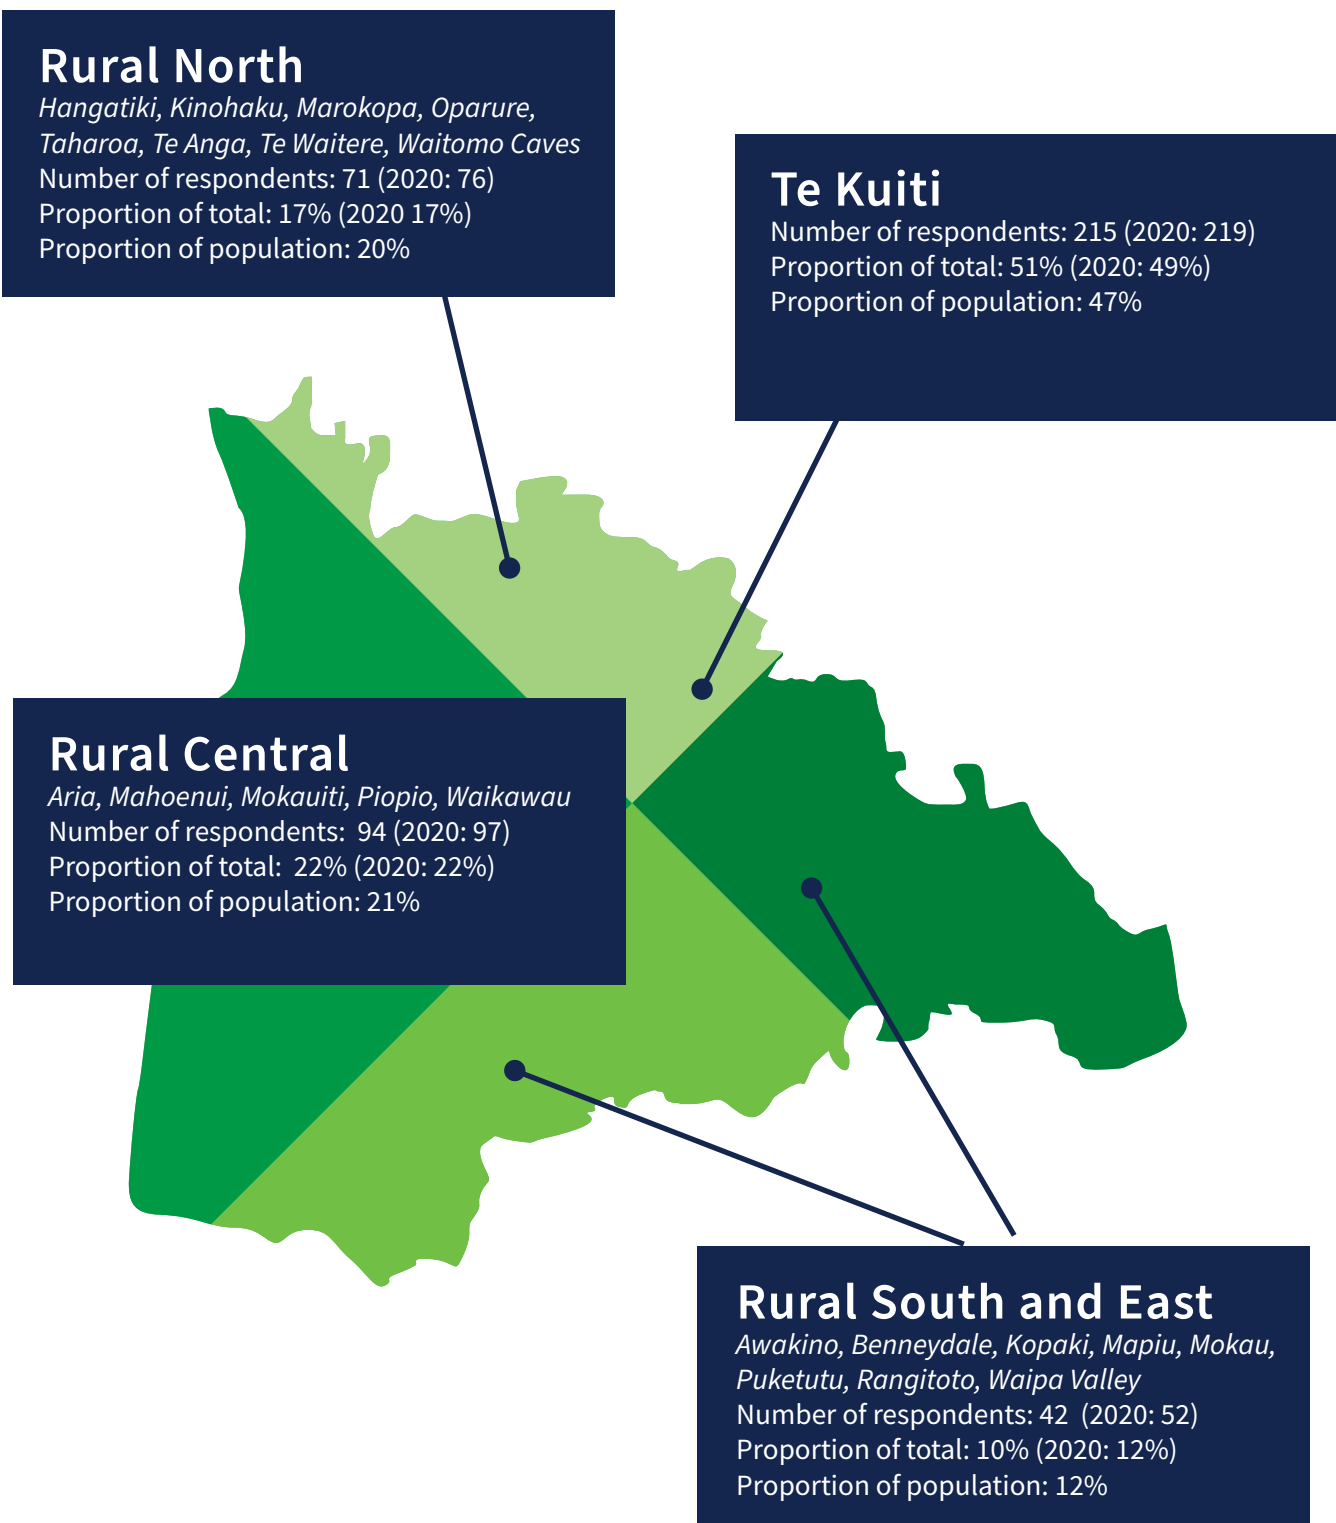 Rural North
Hangatiki, Kinohaku, Marokopa, Oparure,
Taharoa, Te Anga, Te Waitere, Waitomo Caves
Number of respondents: 71 (2020: 76)
Proportion of total: 17% (2020 17%)
Proportion of population: 20%
Te Kuiti
Number of respondents: 215 (2020: 219)
Proportion of total: 51% (2020: 49%)
Proportion of population: 47%
Rural Central
Aria, Mahoenui, Mokauiti, Piopio, Waikawau
Number of respondents:  94 (2020: 97)
Proportion of total:  22% (2020: 22%)
Proportion of population: 21%
Rural South and East
Awakino, Benneydale, Kopaki, Mapiu, Mokau,
Puketutu, Rangitoto, Waipa Valley
Number of respondents: 42  (2020: 52)
Proportion of total: 10% (2020: 12%)
Proportion of population: 12%